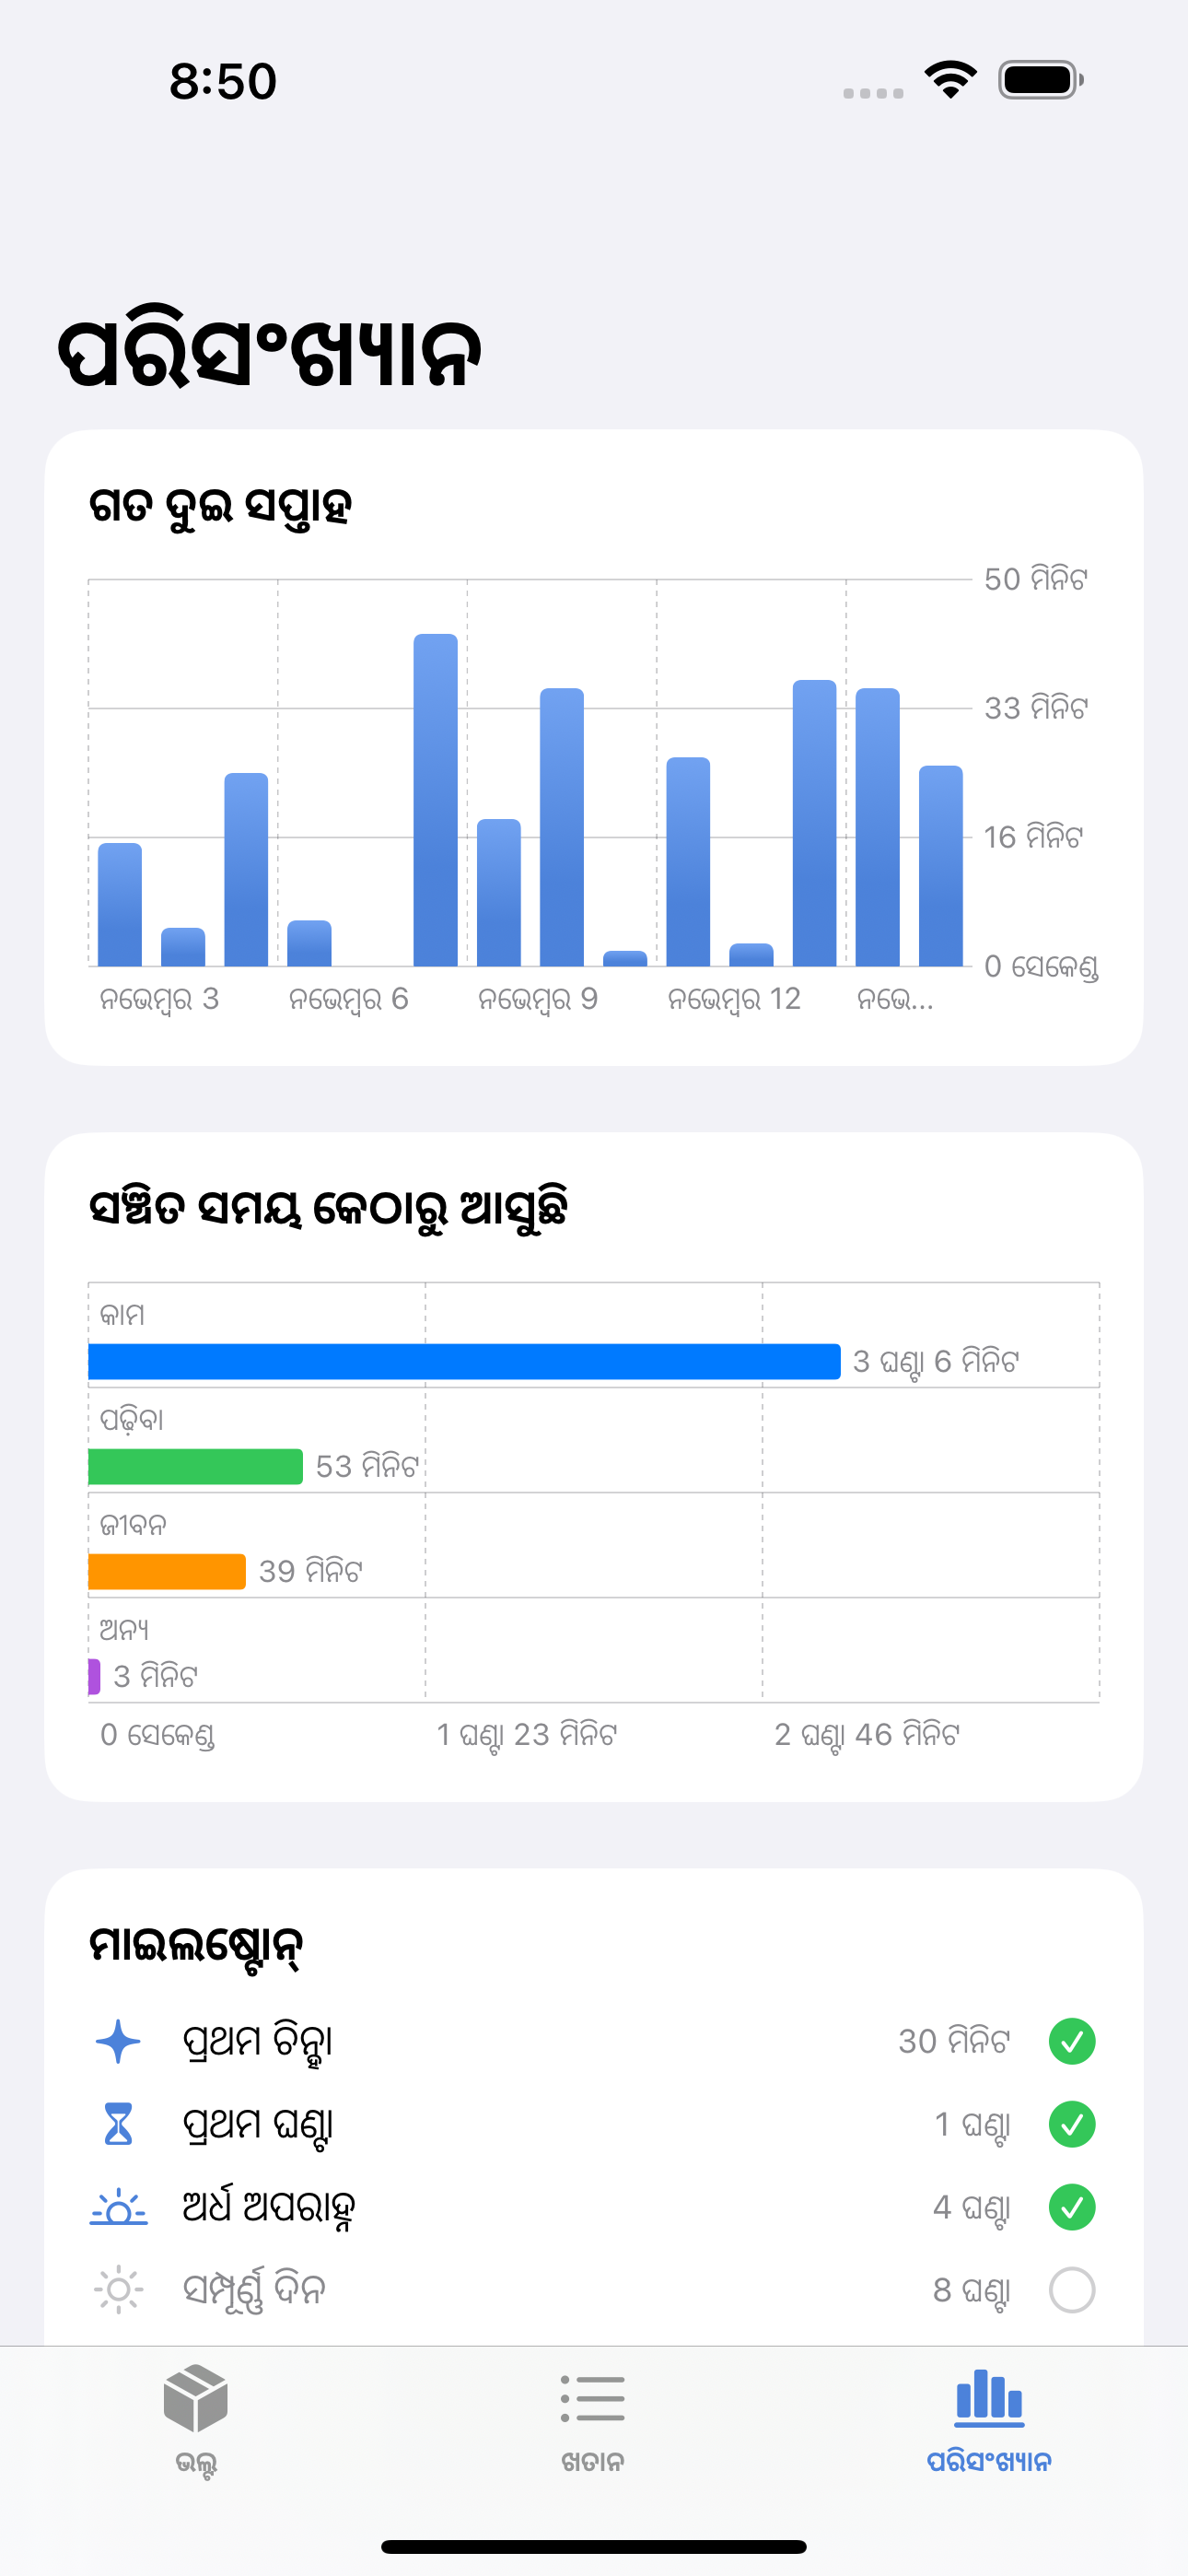 8:50
ପରିସଂଖ୍ୟାନ
ଗତ ଦୁଇ ସପ୍ତାହ
50 ମିନିଟ
33 ମିନିଟ
16 ମିନିଟ
0 ସେକେଣ୍ଡ
ନଭେମ୍ବର 3 ନଭେମ୍ବର 6 ନଭେମ୍ବର 9 ନଭେମ୍ବର 12 ନଭେ...
ସଞ୍ଚିତ ସମୟ କେଠାରୁ ଆସୁଛି
କାମ
3 ଘଣ୍ଟା 6 ମିନିଟ
ପଢ଼ିବା
53 ମିନିଟ
ଜୀବନ
39 ମିନିଟ
ଅନ୍ୟ
3 ମିନିଟ
0 ସେକେଣ୍ଡ 1 ଘଣ୍ଟା 23 ମିନିଟ 2 ଘଣ୍ଟା 46 ମିନିଟ
ମାଇଲଷ୍ଟୋନ୍
ପ୍ରଥମ ଚିହ୍ନା 30 ମିନିଟ
ପ୍ରଥମ ଘଣ୍ଟା 1 ଘଣ୍ଟା
ଅର୍ଧ ଅପରାହ୍ନ 4 ଘଣ୍ଟା
ସମ୍ପୂର୍ଣ୍ଣ ଦିନ 8 ଘଣ୍ଟା
ଭଲ୍ଟ ଖତାନ ପରିସଂଖ୍ୟାନ